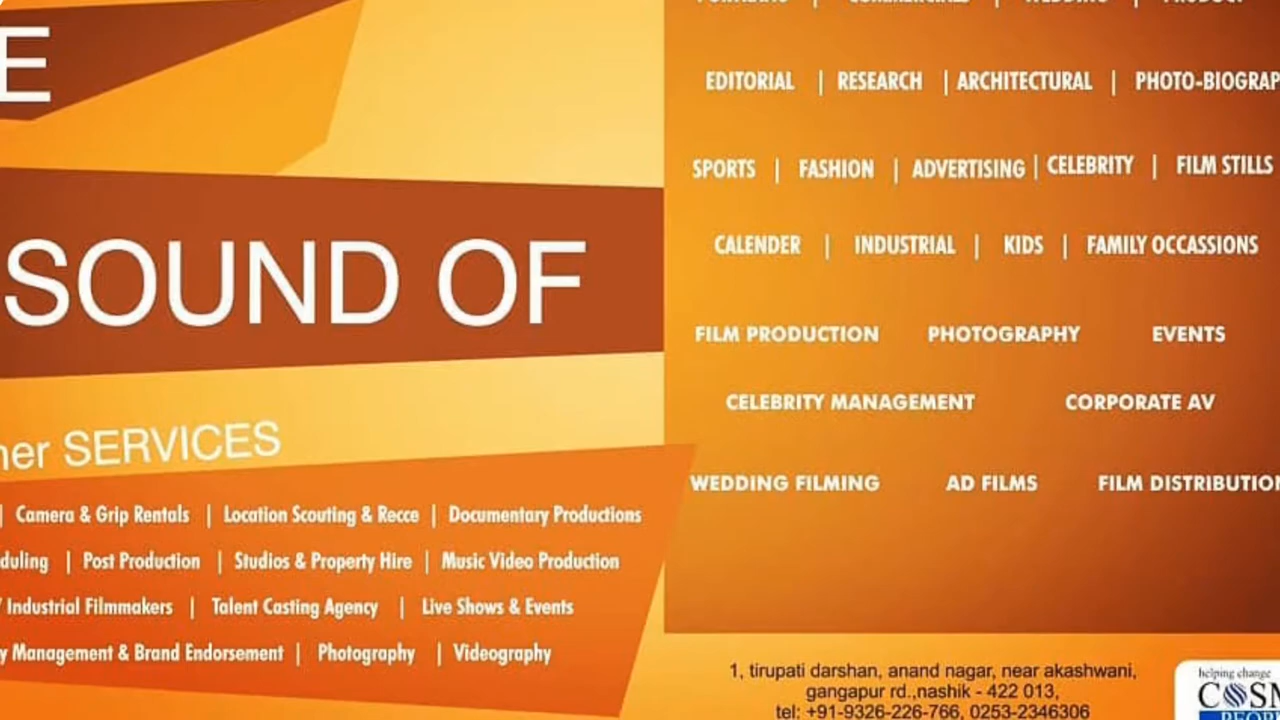 E
SOUND OF
her SERVICES
| Camera & Grip Rentals | Location Scouting & Recce | Documentary Productions
duling | Post Production | Studios & Property Hire | Music Video Production
Industrial Filmmakers | Talent Casting Agency | Live Shows & Events
y Management & Brand Endorsement | Photography | Videography
EDITORIAL | RESEARCH | ARCHITECTURAL | PHOTO-BIOGRAP
SPORTS | FASHION | ADVERTISING | CELEBRITY | FILM STILLS
CALENDER | INDUSTRIAL | KIDS | FAMILY OCCASSIONS
FILM PRODUCTION PHOTOGRAPHY EVENTS
CELEBRITY MANAGEMENT CORPORATE AV
WEDDING FILMING AD FILMS FILM DISTRIBUTION
1, tirupati darshan, anand nagar, near akashwani,
gangapur rd.,nashik - 422 013,
tel: +91-9326-226-766, 0253-2346306
helping change
COSM
PEOPL